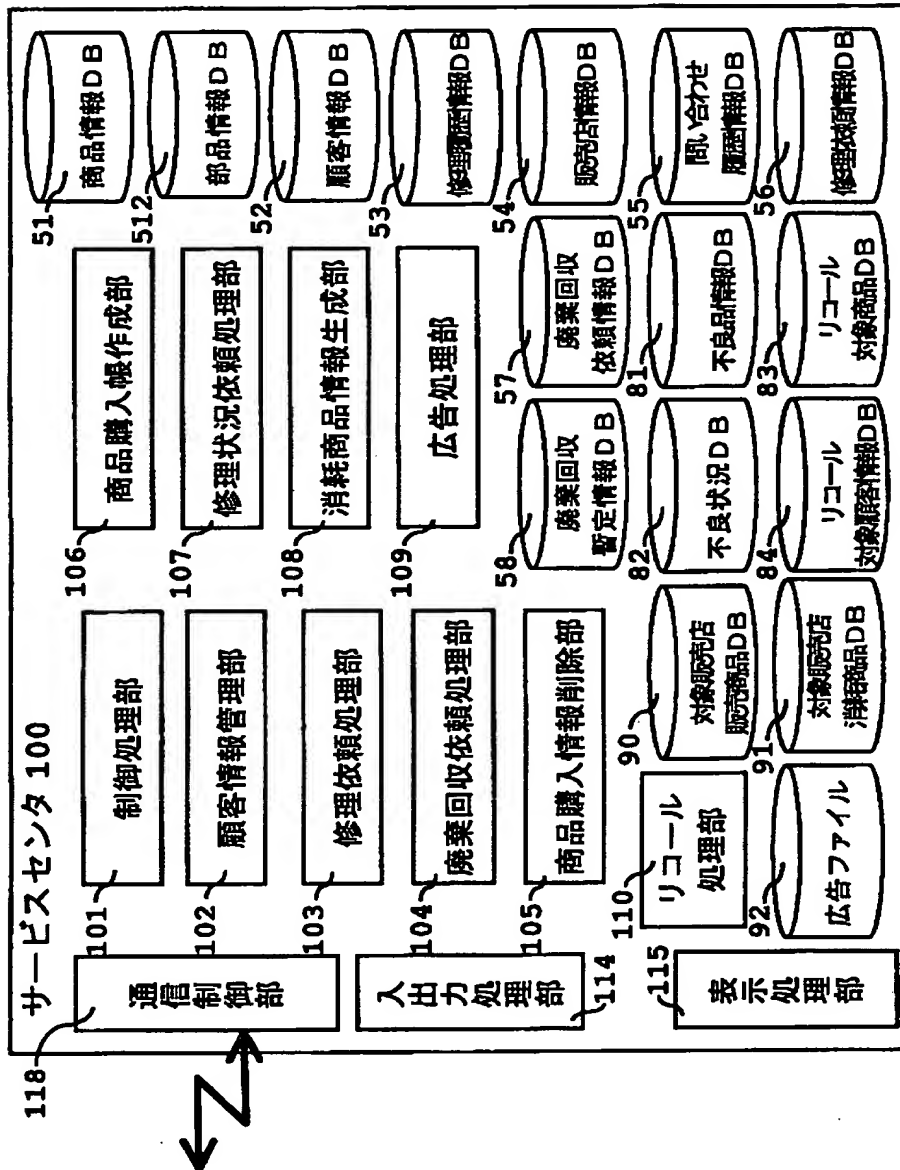 サービスセンタ 100
118
通信制御部
入出力処理部
114
115
表示処理部
101
制御処理部
102
顧客情報管理部
103
修理依頼処理部
104
廃棄回収依頼処理部
105
商品購入情報削除部
106
商品購入帳作成部
107
修理状況依頼処理部
108
消耗商品情報生成部
109
広告処理部
110
リコール
処理部
51
商品情報DB
512
部品情報DB
52
顧客情報DB
53
修理履歴情報DB
54
販売店情報DB
55
問い合わせ
履歴情報DB
56
修理依頼情報DB
57
廃棄回収
依頼情報DB
58
廃棄回収
暫定情報DB
81
不良品情報DB
82
不良状況DB
83
リコール
対象商品DB
84
リコール
対象顧客情報DB
90
対象販売店
販売商品DB
91
対象販売店
消耗商品DB
92
広告ファイル